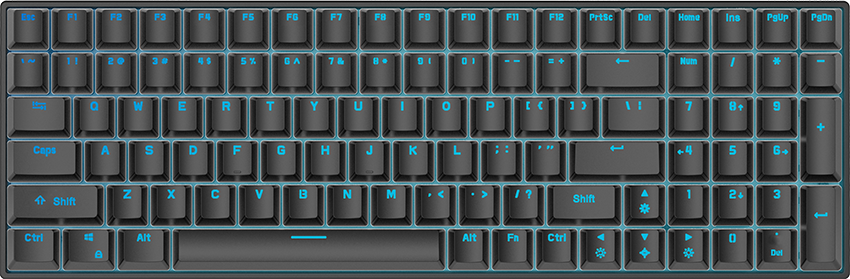 Esc F1 F2 F3 F4 F5 F6 F7 F8 F9 F10 F11 F12 PrtSc Del Home Ins PgUp PgDn
` ~ 1 ! 2 @ 3 # 4 $ 5 % 6 ^ 7 & 8 * 9 ( 0 ) - _ = + ← Num / * -
Q W E R T Y U I O P [ { ] } \ | 7 8↑ 9 +
Caps A S D F G H J K L ; : ' " ↵ ←4 5 6→
⇧ Shift Z X C V B N M , < . > / ? Shift ▲ 1 2↓ 3 ↵
Ctrl Alt Alt Fn Ctrl ◀ ▼ ▶ 0 . Del